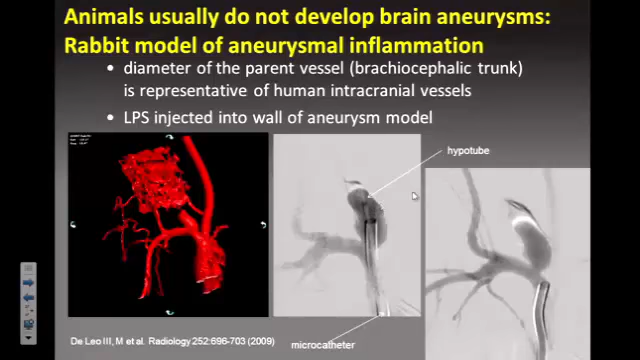 Animals usually do not develop brain aneurysms:
Rabbit model of aneurysmal inflammation
• diameter of the parent vessel (brachiocephalic trunk)
is representative of human intracranial vessels
• LPS injected into wall of aneurysm model
hypotube
De Leo III, M et al. Radiology 252:696-703 (2009)
microcatheter